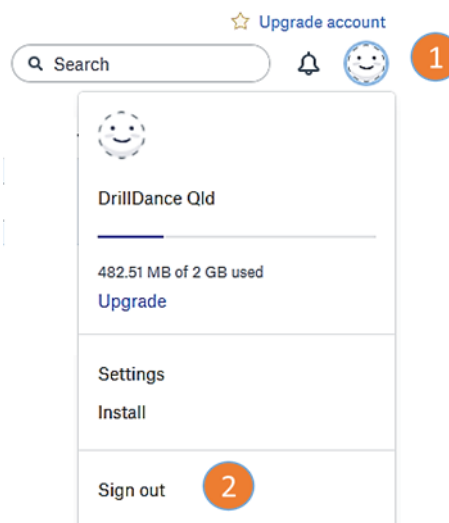 Upgrade account
Search
1
DrillDance Qld
482.51 MB of 2 GB used
Upgrade
Settings
Install
Sign out
2